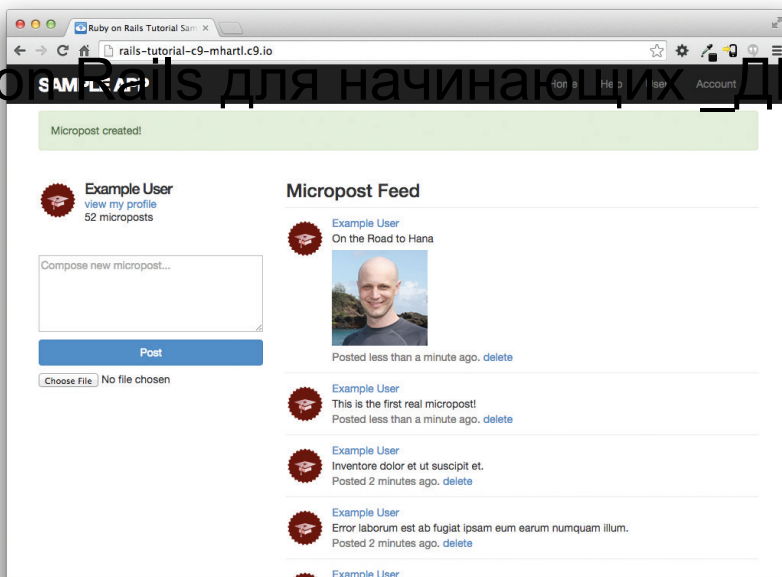 Ruby on Rails Tutorial Sam
rails-tutorial-c9-mhartl.c9.io
on Rails для начинающих
SAMPLE APP
Home Help Account
Micropost created!
Example User
view my profile
52 microposts
Compose new micropost...
Post
Choose File No file chosen
Micropost Feed
Example User
On the Road to Hana
Posted less than a minute ago. delete
Example User
This is the first real micropost!
Posted less than a minute ago. delete
Example User
Inventore dolor et ut suscipit et.
Posted 2 minutes ago. delete
Example User
Error laborum est ab fugiat ipsam eum earum numquam illum.
Posted 2 minutes ago. delete
Example User